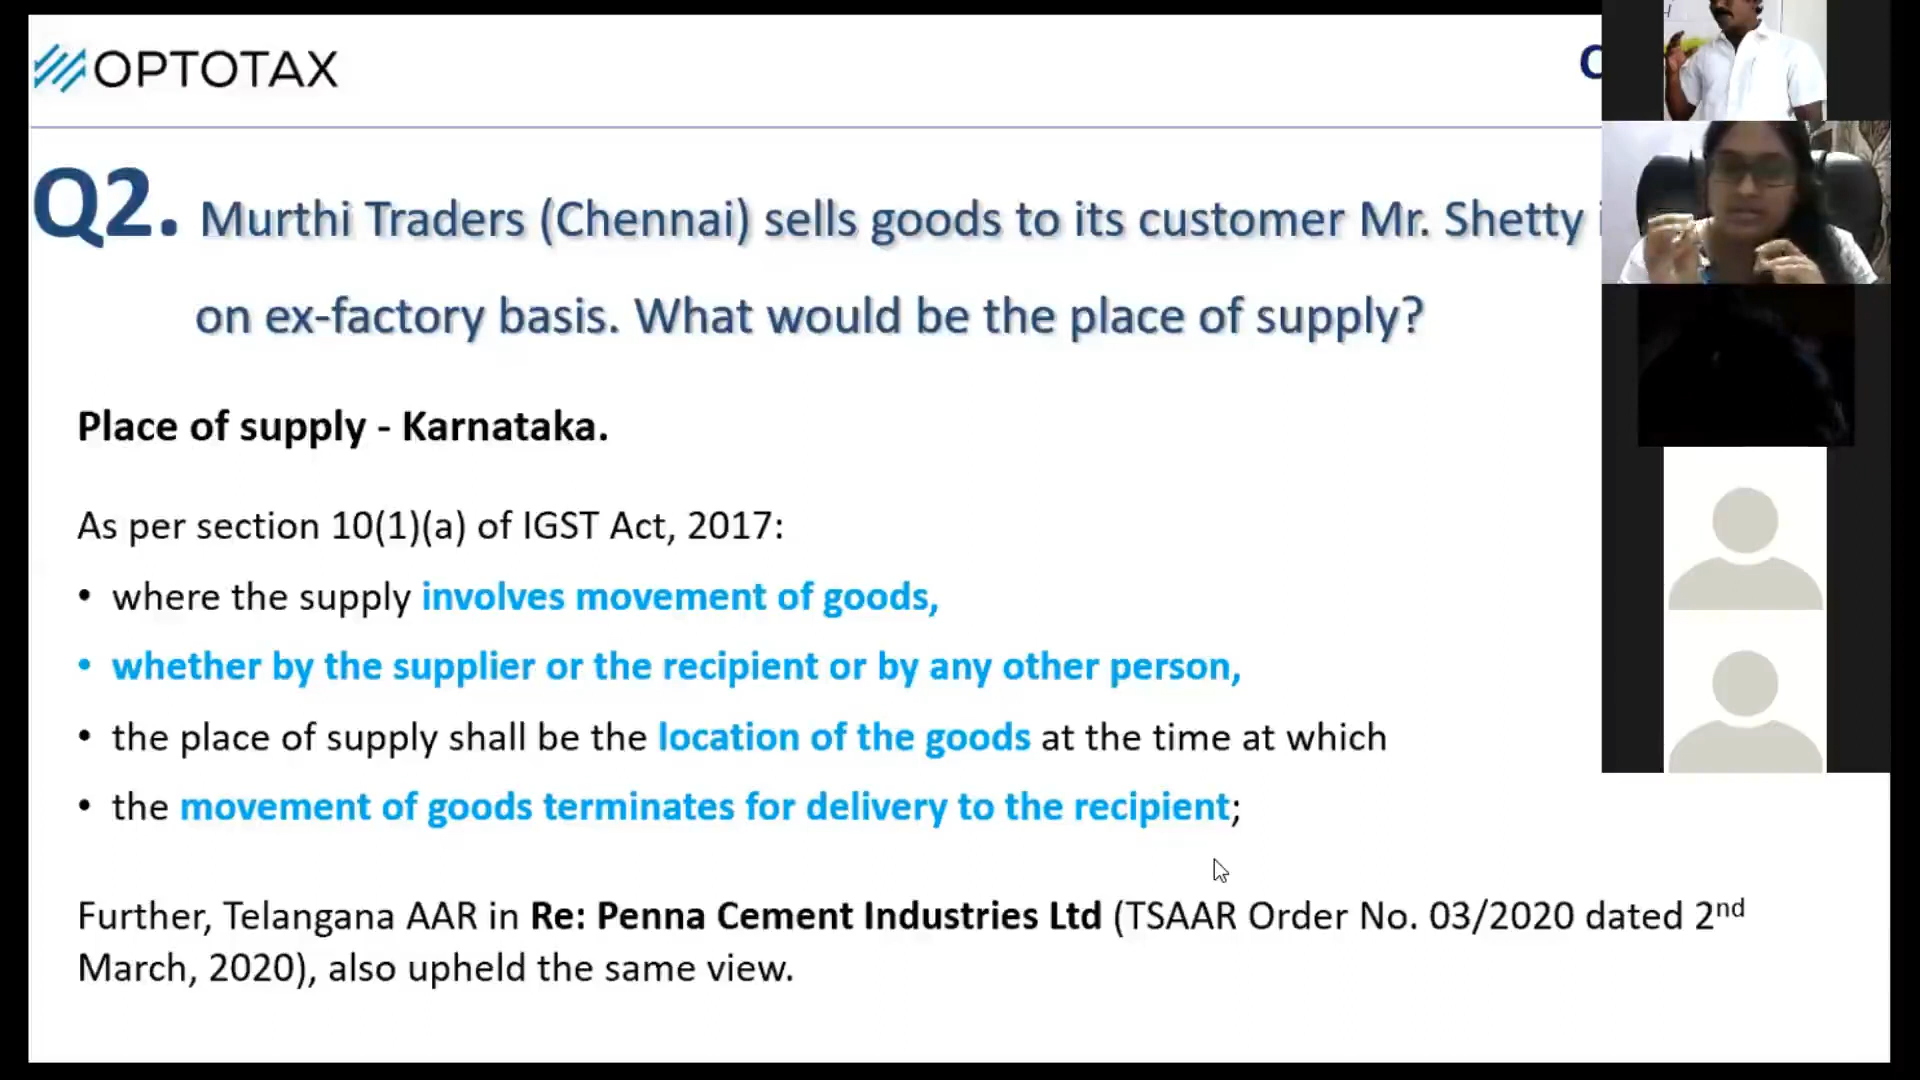 OPTOTAX
Q2. Murthi Traders (Chennai) sells goods to its customer Mr. Shetty
on ex-factory basis. What would be the place of supply?
Place of supply - Karnataka.
As per section 10(1)(a) of IGST Act, 2017:
• where the supply involves movement of goods,
• whether by the supplier or the recipient or by any other person,
• the place of supply shall be the location of the goods at the time at which
• the movement of goods terminates for delivery to the recipient;
Further, Telangana AAR in Re: Penna Cement Industries Ltd (TSAAR Order No. 03/2020 dated 2nd
March, 2020), also upheld the same view.